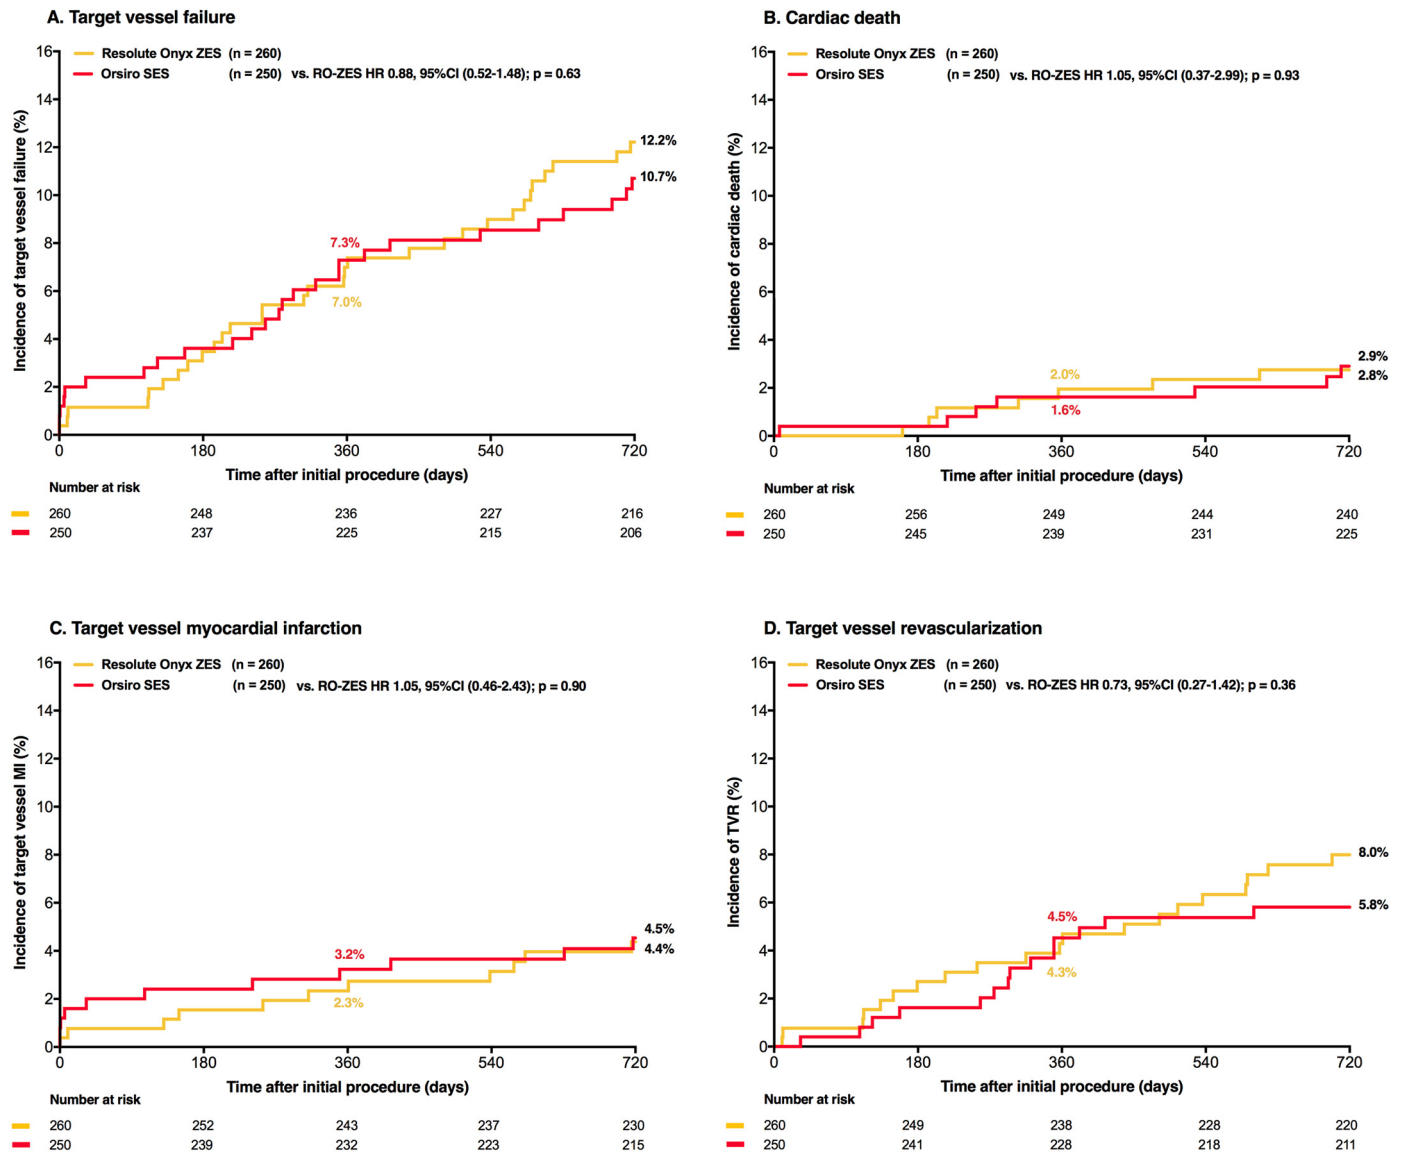 A. Target vessel failure
Resolute Onyx ZES (n = 260)
Orsiro SES (n = 250) vs. RO-ZES HR 0.88, 95%CI (0.52-1.48); p = 0.63
Incidence of target vessel failure (%)
16
14
12
10
8
6
4
2
0
12.2%
10.7%
7.3%
7.0%
0 180 360 540 720
Time after initial procedure (days)
Number at risk
260 248 236 227 216
250 237 225 215 206
B. Cardiac death
Resolute Onyx ZES (n = 260)
Orsiro SES (n = 250) vs. RO-ZES HR 1.05, 95%CI (0.37-2.99); p = 0.93
Incidence of cardiac death (%)
16
14
12
10
8
6
4
2
0
2.9%
2.8%
2.0%
1.6%
0 180 360 540 720
Time after initial procedure (days)
Number at risk
260 256 249 244 240
250 245 239 231 225
C. Target vessel myocardial infarction
Resolute Onyx ZES (n = 260)
Orsiro SES (n = 250) vs. RO-ZES HR 1.05, 95%CI (0.46-2.43); p = 0.90
Incidence of target vessel MI (%)
16
14
12
10
8
6
4
2
0
4.5%
4.4%
3.2%
2.3%
0 180 360 540 720
Time after initial procedure (days)
Number at risk
260 252 243 237 230
250 239 232 223 215
D. Target vessel revascularization
Resolute Onyx ZES (n = 260)
Orsiro SES (n = 250) vs. RO-ZES HR 0.73, 95%CI (0.27-1.42); p = 0.36
Incidence of TVR (%)
16
14
12
10
8
6
4
2
0
8.0%
5.8%
4.5%
4.3%
0 180 360 540 720
Time after initial procedure (days)
Number at risk
260 249 238 228 220
250 241 228 218 211